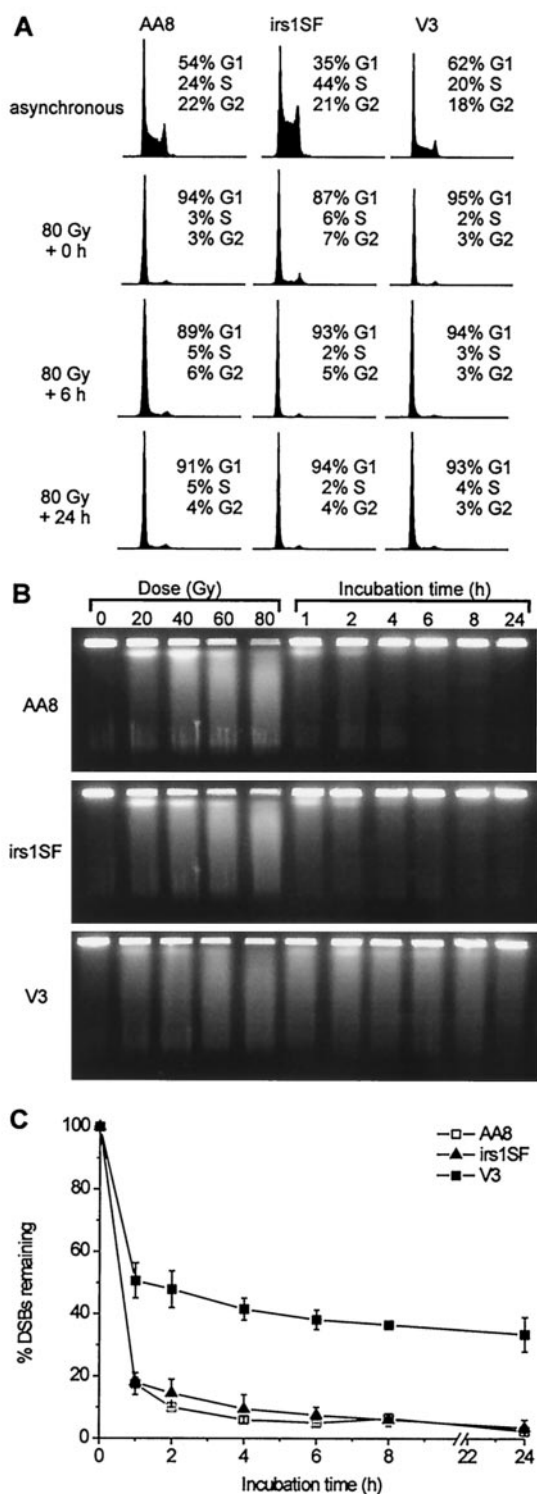 A
AA8 irs1SF V3
asynchronous
54% G1
24% S
22% G2
35% G1
44% S
21% G2
62% G1
20% S
18% G2
80 Gy
+ 0 h
94% G1
3% S
3% G2
87% G1
6% S
7% G2
95% G1
2% S
3% G2
80 Gy
+ 6 h
89% G1
5% S
6% G2
93% G1
2% S
5% G2
94% G1
3% S
3% G2
80 Gy
+ 24 h
91% G1
5% S
4% G2
94% G1
2% S
4% G2
93% G1
4% S
3% G2
B
Dose (Gy) Incubation time (h)
0 20 40 60 80 1 2 4 6 8 24
AA8
irs1SF
V3
C
% DSBs remaining
100
80
60
40
20
0
AA8
irs1SF
V3
0 2 4 6 8 22 24
Incubation time (h)